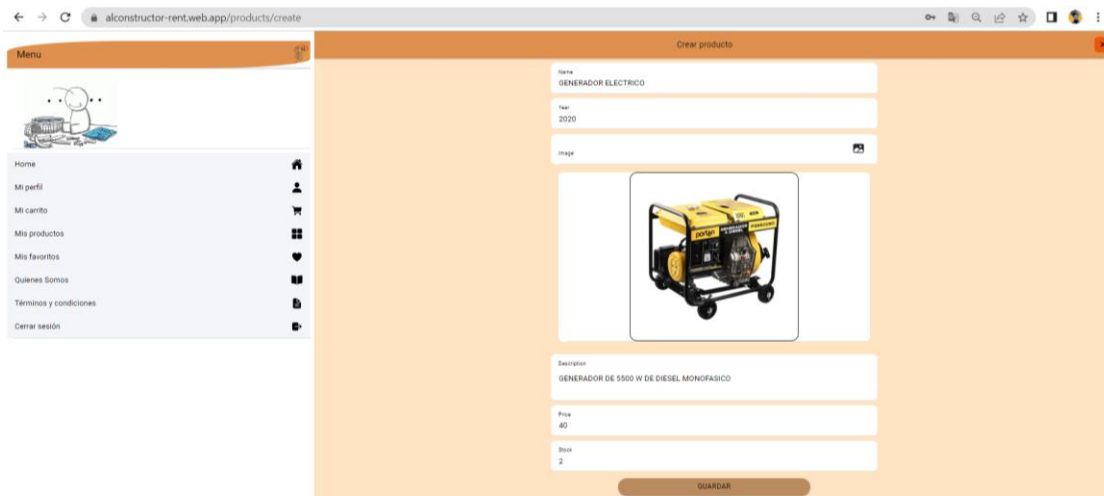 alconstructor-rent.web.app/products/create
Menu
Home
Mi perfil
Mi carrito
Mis productos
Mis favoritos
Quienes Somos
Términos y condiciones
Cerrar sesión
Crear producto
Name
GENERADOR ELECTRICO
Year
2020
Image
porten
Description
GENERADOR DE 5500 W DE DIESEL MONOFASICO
Price
40
Stock
2
GUARDAR